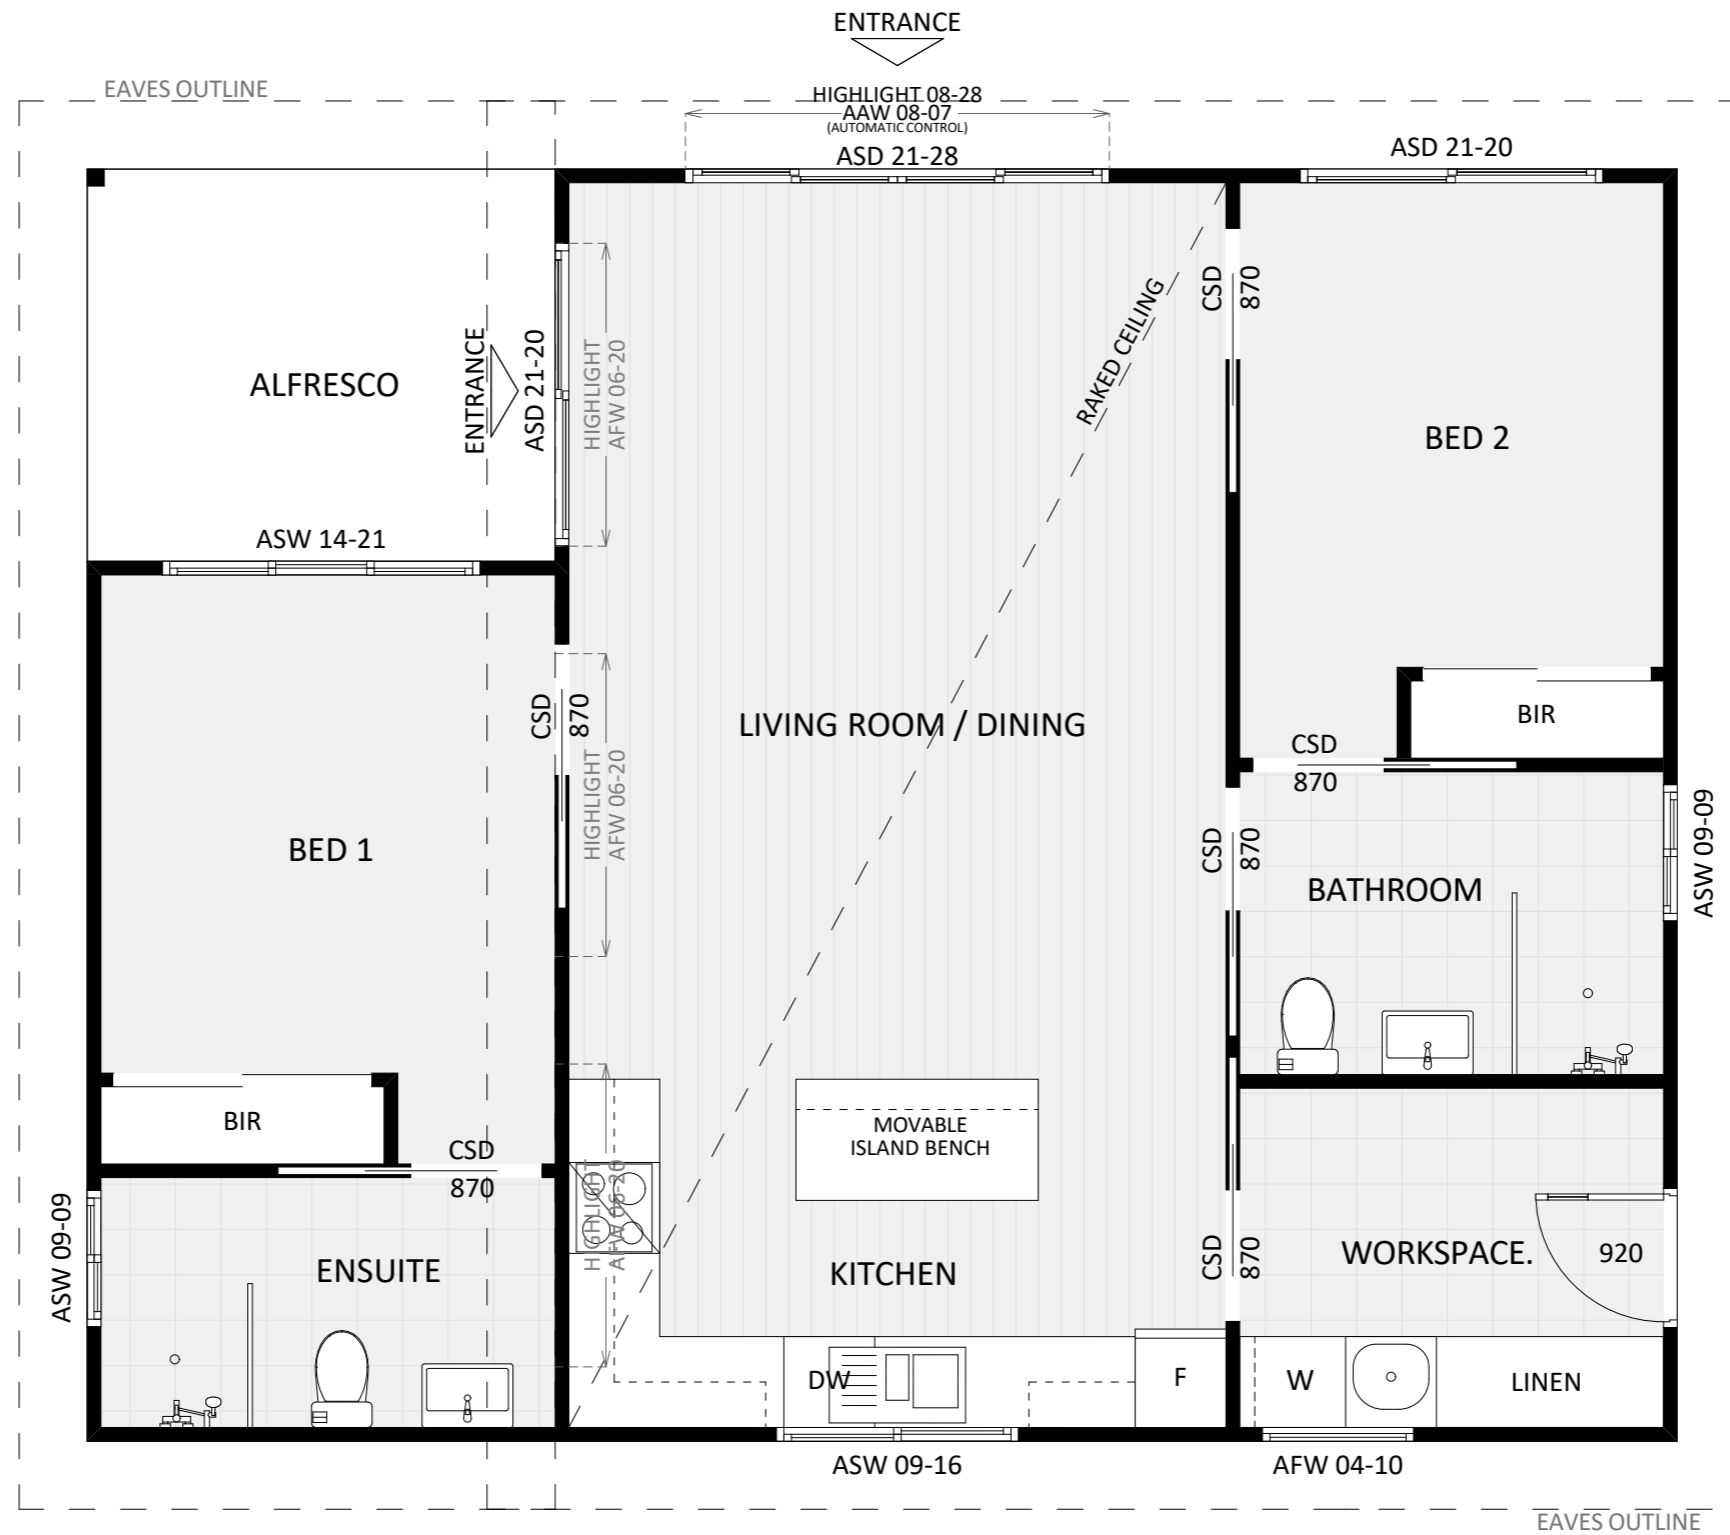 ENTRANCE
EAVES OUTLINE
HIGHLIGHT 08-28
AAW 08-07
(AUTOMATIC CONTROL)
ASD 21-28
ASD 21-20
CSD
870
RAKED CEILING
ENTRANCE
ASD 21-20
HIGHLIGHT
AFW 06-20
ALFRESCO
BED 2
ASW 14-21
CSD
870
HIGHLIGHT
AFW 06-20
LIVING ROOM / DINING
BIR
CSD
870
BED 1
CSD
870
BATHROOM
ASW 09-09
BIR
MOVABLE
ISLAND BENCH
CSD
870
HIGHLIGHT
AFW 06-20
ASW 09-09
ENSUITE
KITCHEN
CSD
870
WORKSPACE.
920
DW
F
W
LINEN
ASW 09-16
AFW 04-10
EAVES OUTLINE